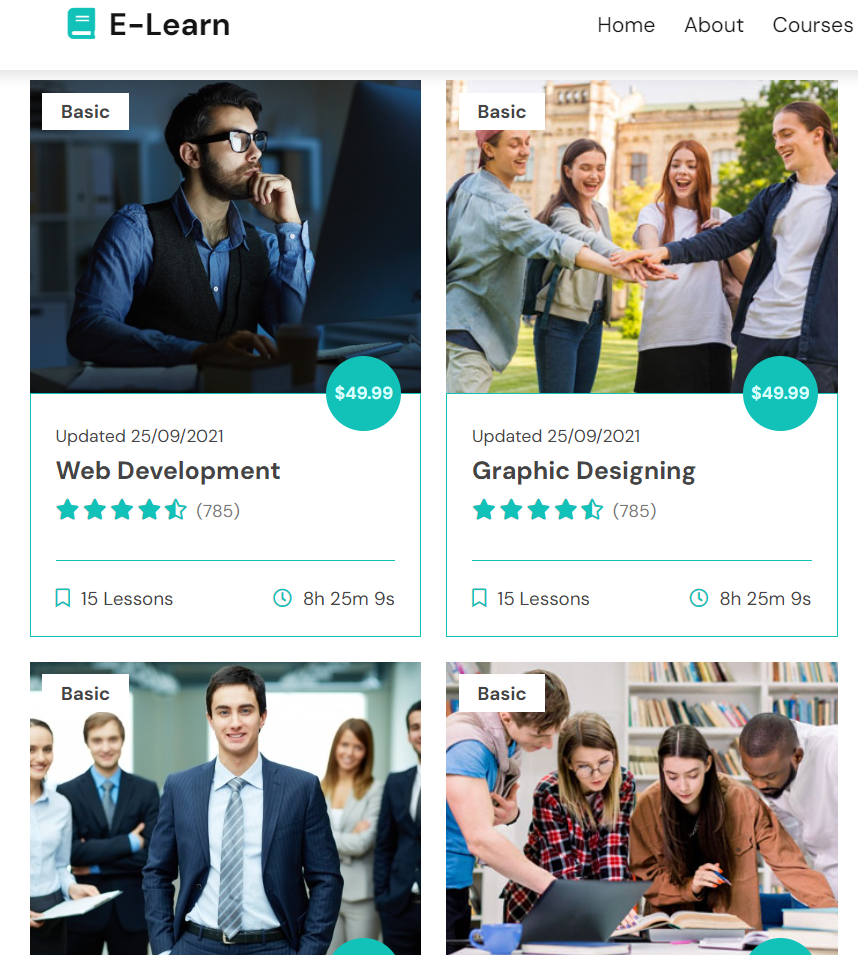 E-Learn
Home About Courses
Basic
$49.99
Updated 25/09/2021
Web Development
(785)
15 Lessons 8h 25m 9s
Basic
$49.99
Updated 25/09/2021
Graphic Designing
(785)
15 Lessons 8h 25m 9s
Basic
Basic